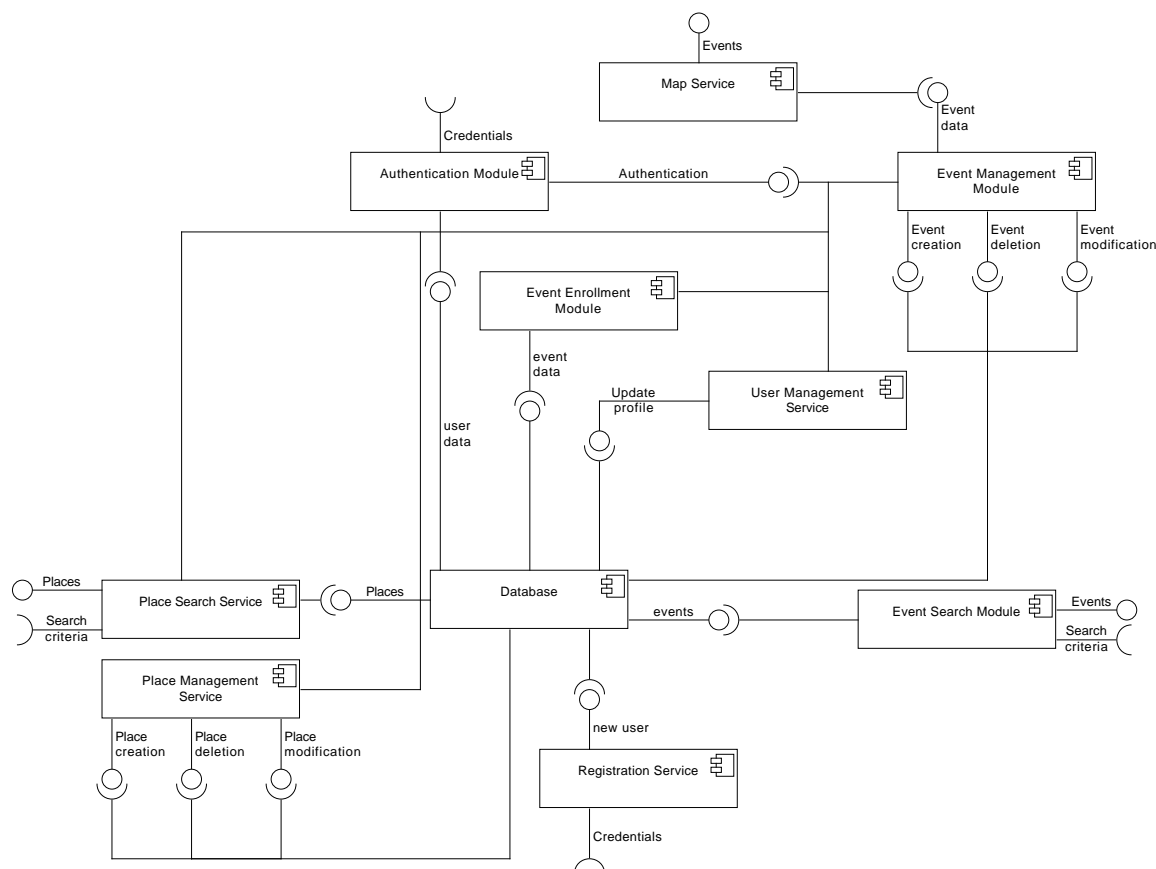 Events
Map Service
Event
data
Credentials
Authentication Module
Authentication
Event Management
Module
Event
creation
Event
deletion
Event
modification
Event Enrollment
Module
event
data
Update
profile
User Management
Service
user
data
Places
Search
criteria
Place Search Service
Places
Database
events
Event Search Module
Events
Search
criteria
Place Management
Service
Place
creation
Place
deletion
Place
modification
new user
Registration Service
Credentials